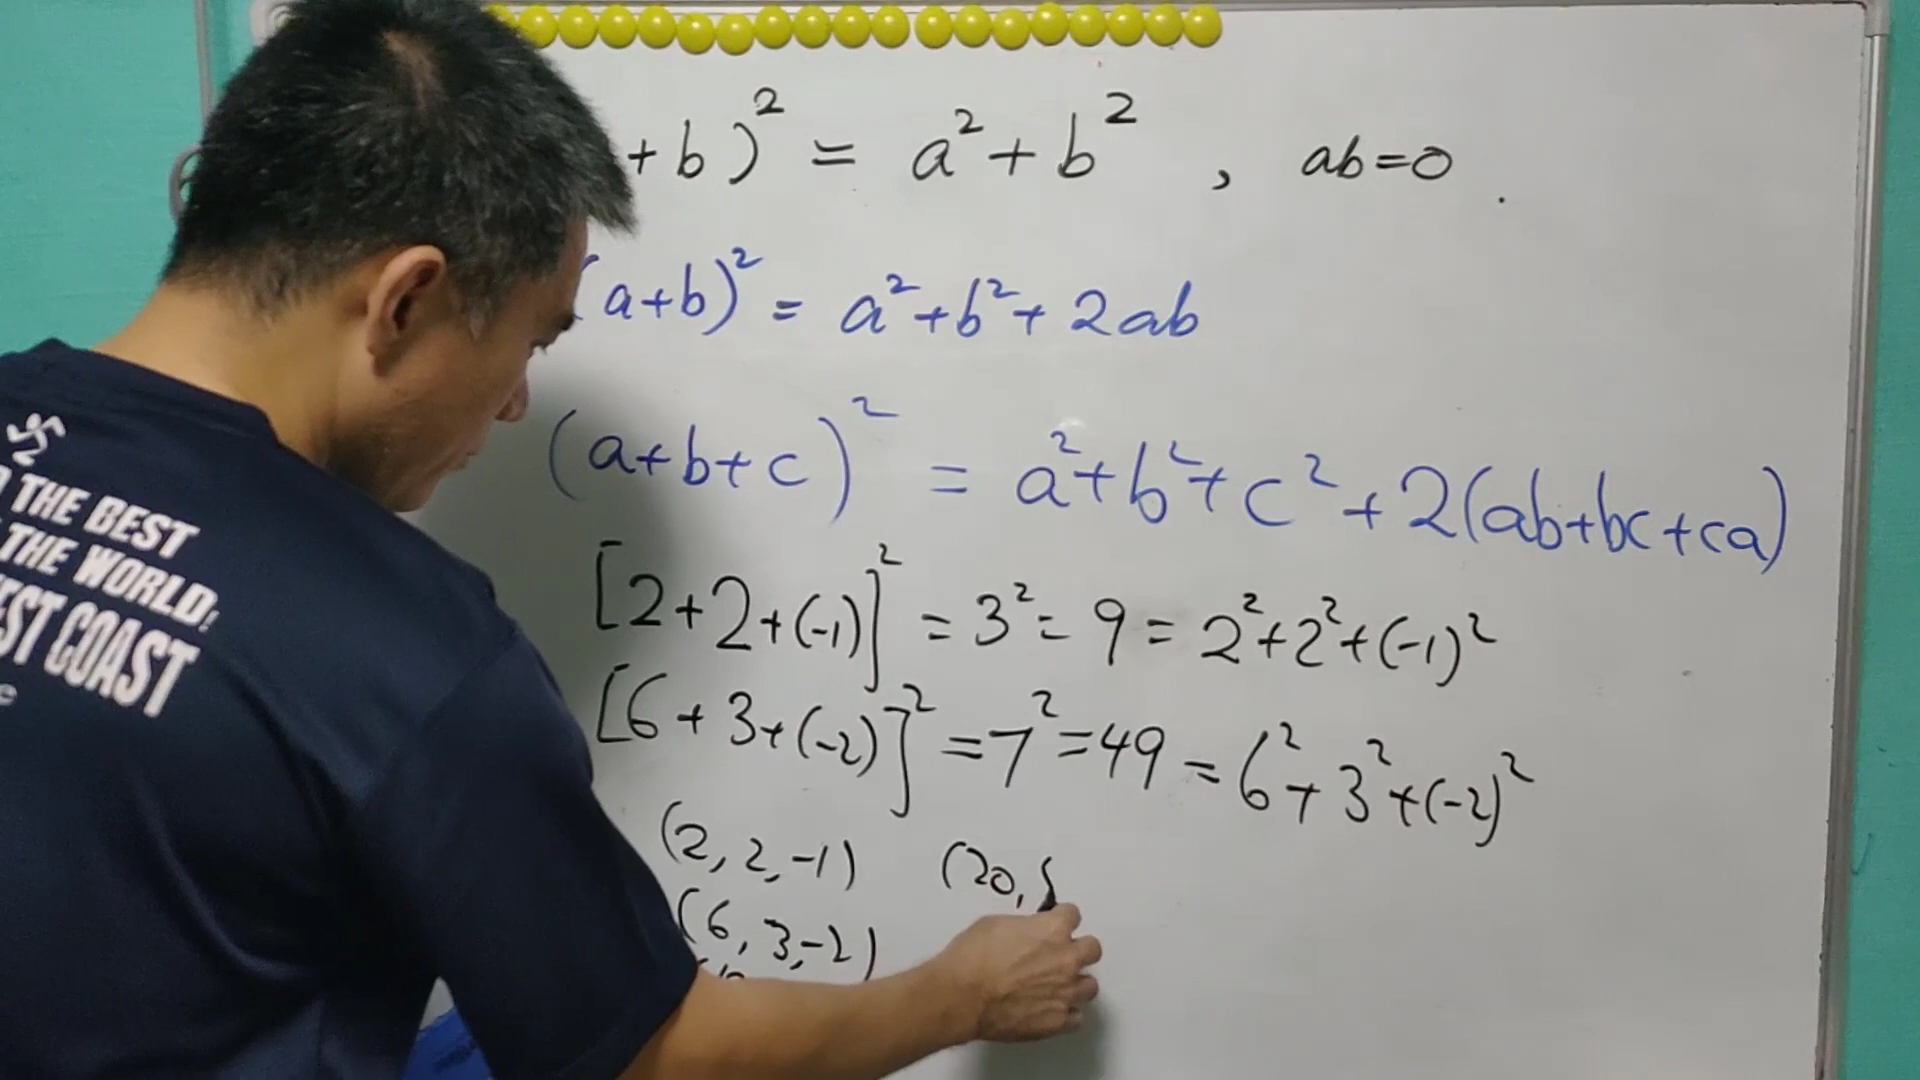 + b)² = a² + b² , ab=0 .
(a+b)² = a²+b²+ 2ab
(a+b+c)² = a²+b²+c²+2(ab+bc+ca)
[2+2+(-1)]² = 3² = 9 = 2²+2²+(-1)²
[6+3+(-2)]² = 7² = 49 = 6²+3²+(-2)²
(2, 2, -1) (20,
(6, 3, -2)
THE BEST
THE WORLD:
EST COAST